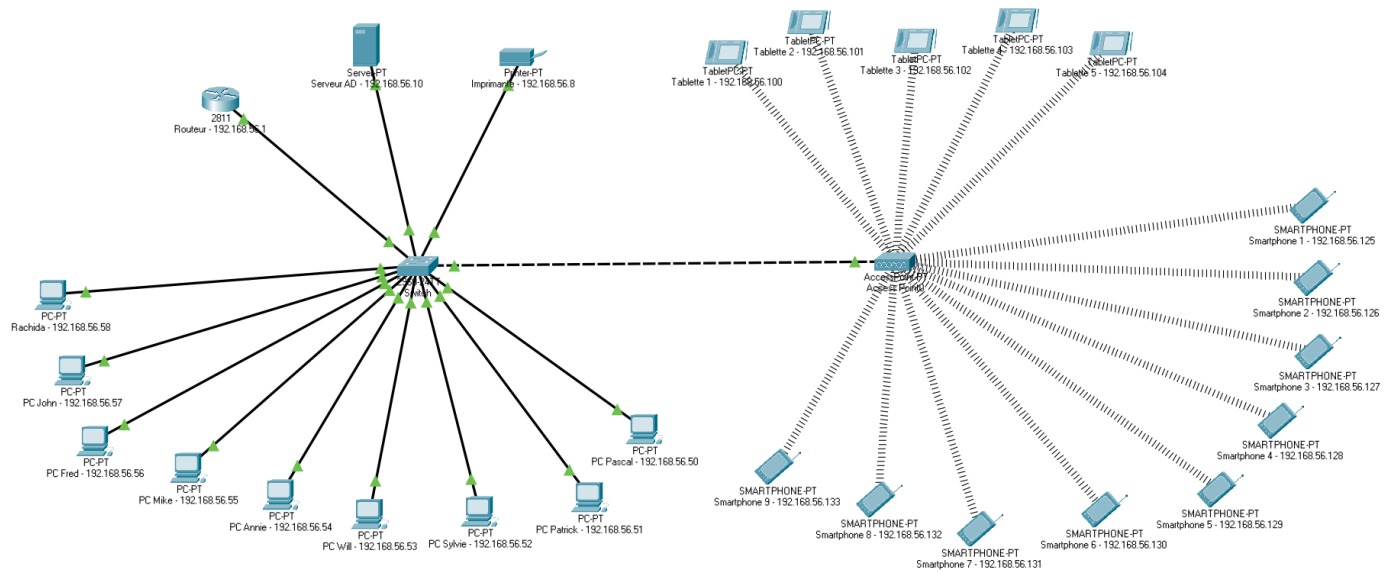 Server-PT
Serveur AD - 192.168.56.10
Printer-PT
Imprimante - 192.168.56.8
2811
Routeur - 192.168.56.1
TabletPC-PT
Tablette 1 - 192.168.56.100
TabletPC-PT
Tablette 2 - 192.168.56.101
TabletPC-PT
Tablette 3 - 192.168.56.102
TabletPC-PT
Tablette 4 - 192.168.56.103
TabletPC-PT
Tablette 5 - 192.168.56.104
Switch
AccessPoint-PT
Access Point0
PC-PT
Rachida - 192.168.56.58
PC-PT
PC John - 192.168.56.57
PC-PT
PC Fred - 192.168.56.56
PC-PT
PC Mike - 192.168.56.55
PC-PT
PC Annie - 192.168.56.54
PC-PT
PC Will - 192.168.56.53
PC-PT
PC Sylvie - 192.168.56.52
PC-PT
PC Patrick - 192.168.56.51
PC-PT
PC Pascal - 192.168.56.50
SMARTPHONE-PT
Smartphone 1 - 192.168.56.125
SMARTPHONE-PT
Smartphone 2 - 192.168.56.126
SMARTPHONE-PT
Smartphone 3 - 192.168.56.127
SMARTPHONE-PT
Smartphone 4 - 192.168.56.128
SMARTPHONE-PT
Smartphone 5 - 192.168.56.129
SMARTPHONE-PT
Smartphone 6 - 192.168.56.130
SMARTPHONE-PT
Smartphone 7 - 192.168.56.131
SMARTPHONE-PT
Smartphone 8 - 192.168.56.132
SMARTPHONE-PT
Smartphone 9 - 192.168.56.133